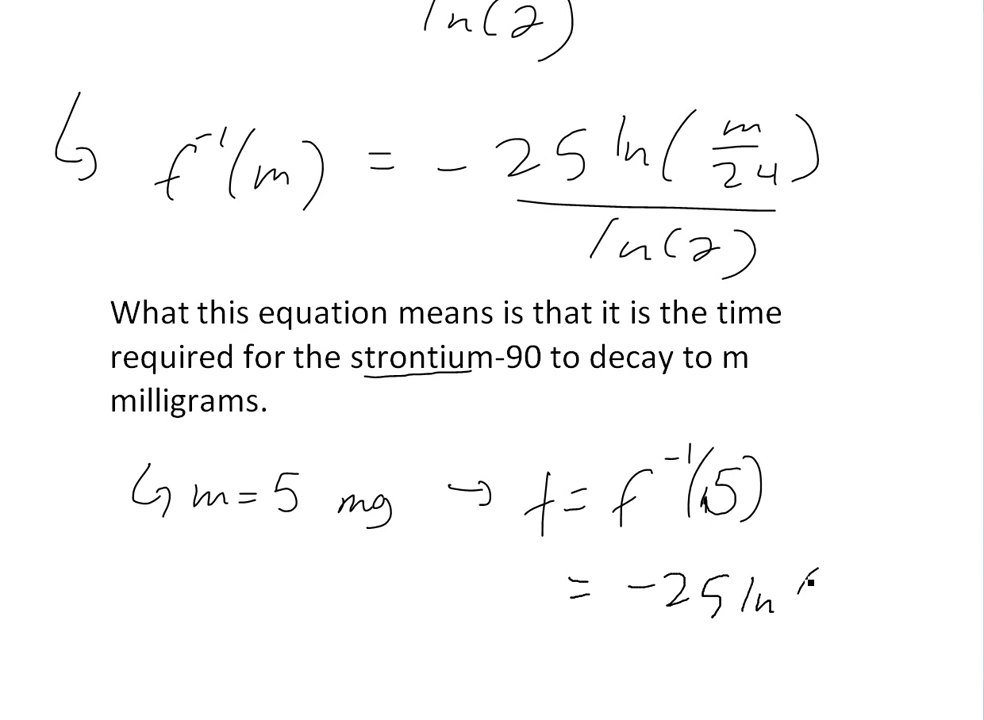 ln(2)
↳ f⁻¹(m) = - 25 ln(m/24) / ln(2)
What this equation means is that it is the time
required for the strontium-90 to decay to m
milligrams.
↳ m = 5 mg → t = f⁻¹(5)
= -25 ln